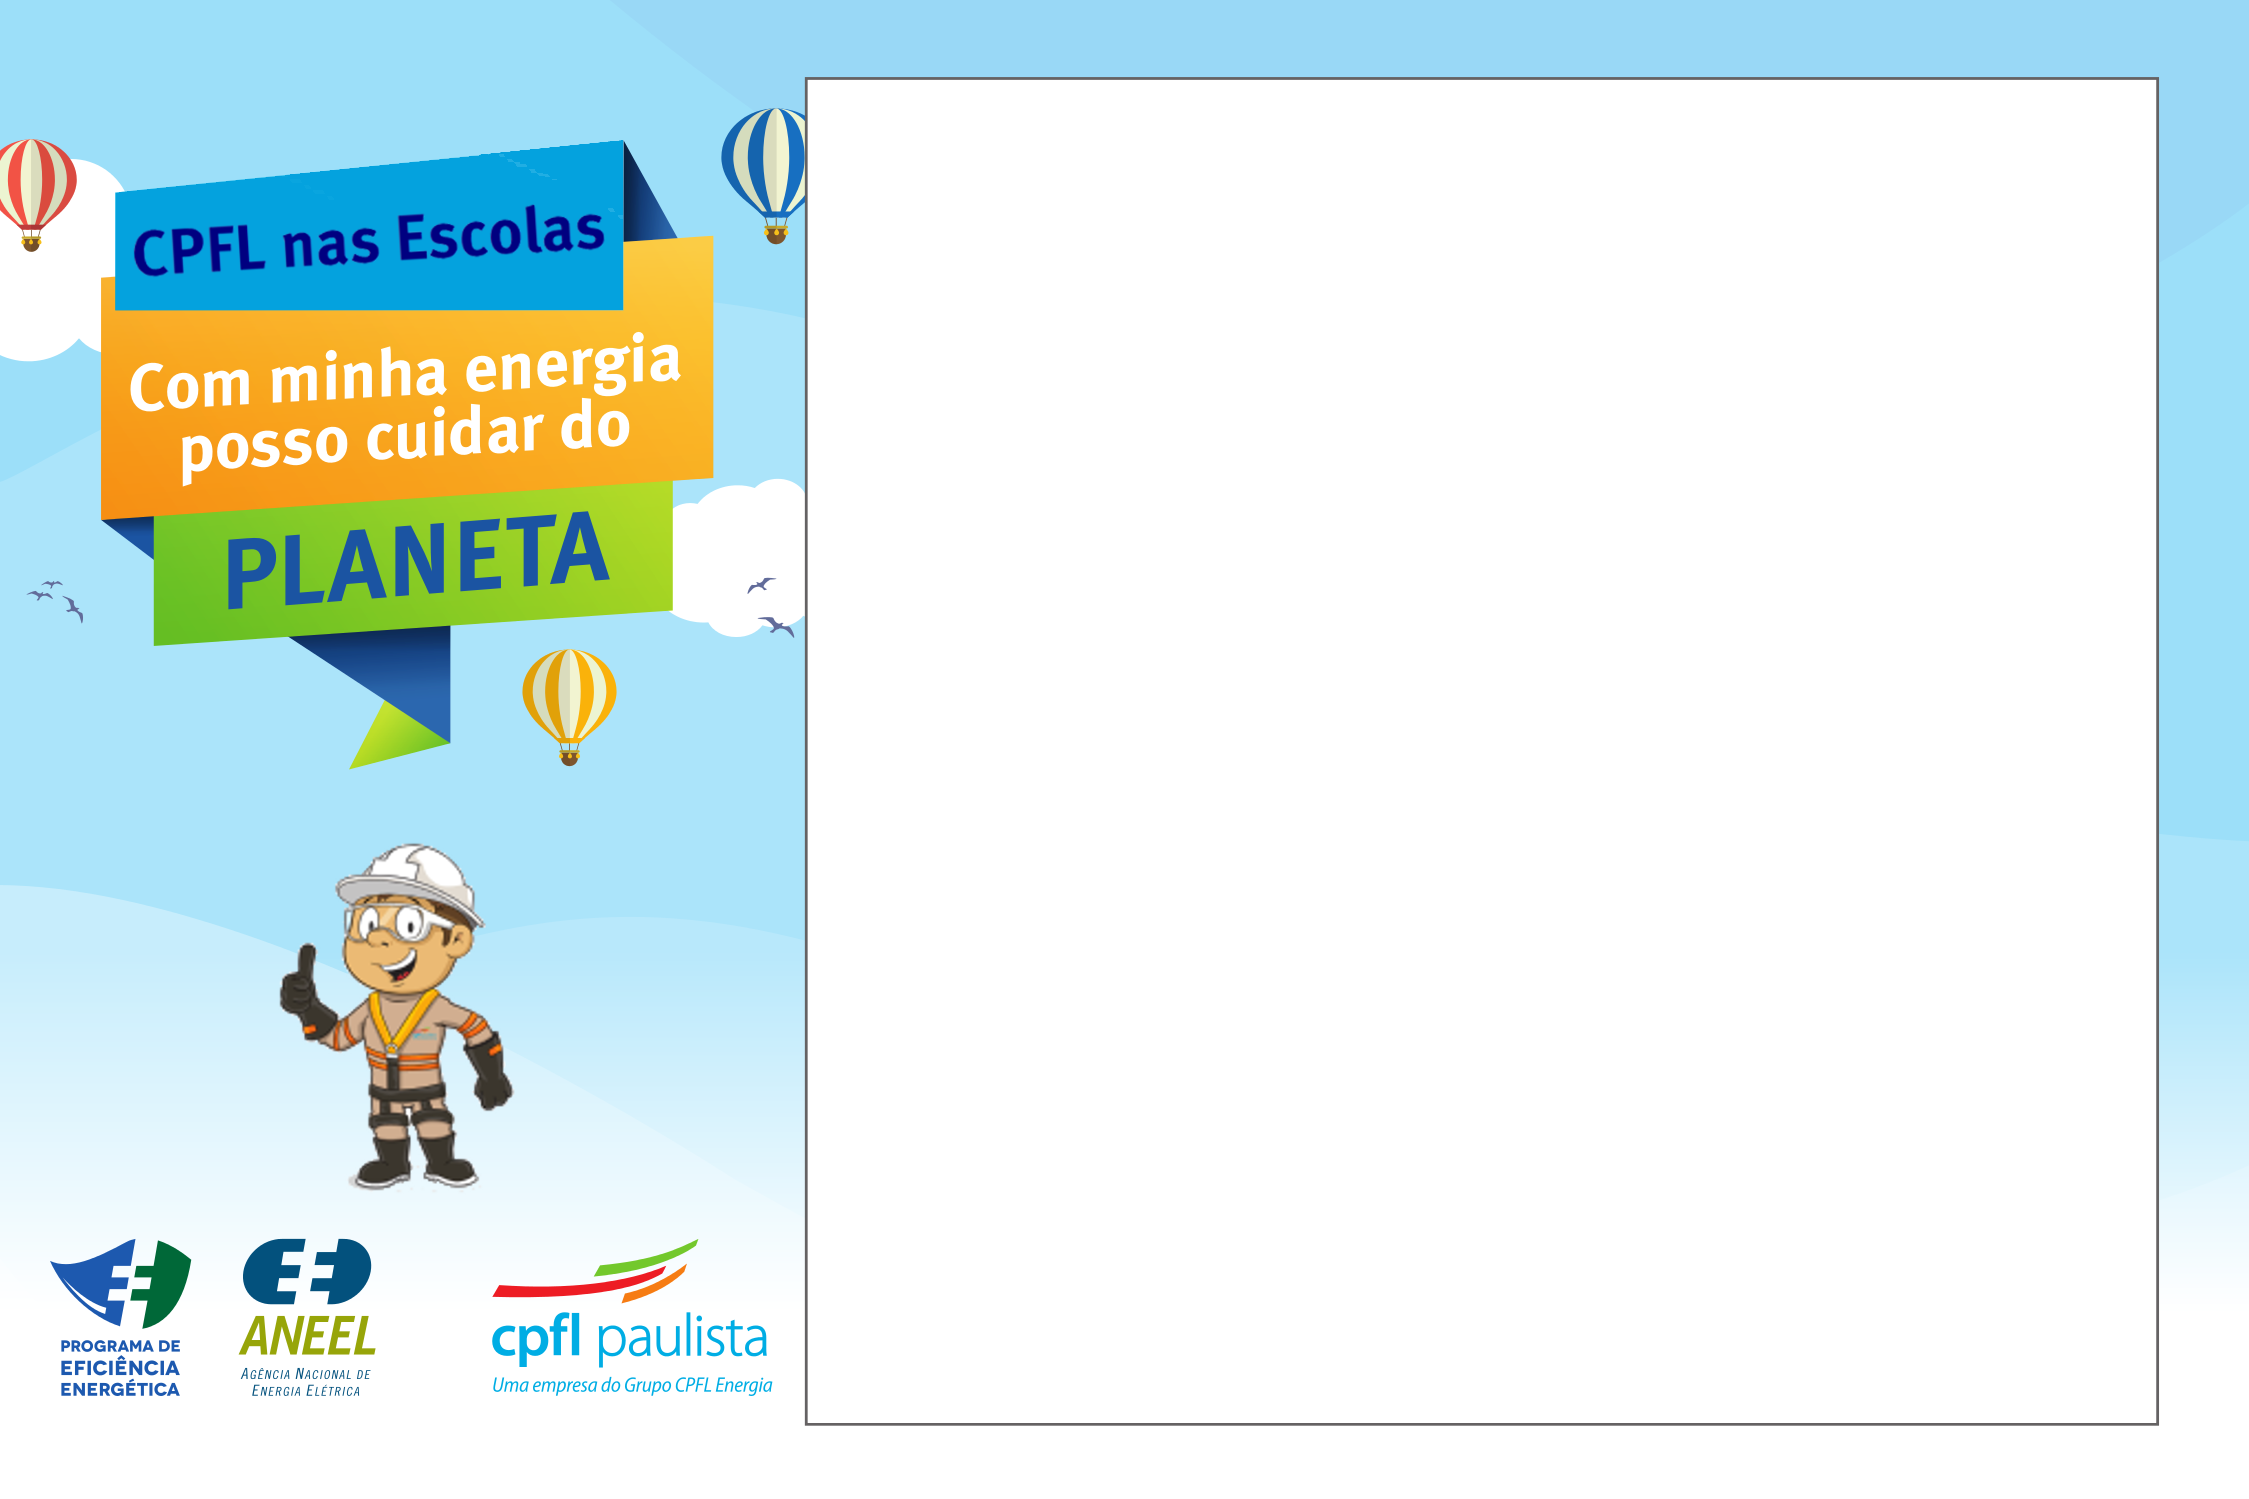 CPFL nas Escolas
Com minha energia
posso cuidar do
PLANETA
PROGRAMA DE
EFICIÊNCIA
ENERGÉTICA
ANEEL
AGÊNCIA NACIONAL DE
ENERGIA ELÉTRICA
cpfl paulista
Uma empresa do Grupo CPFL Energia